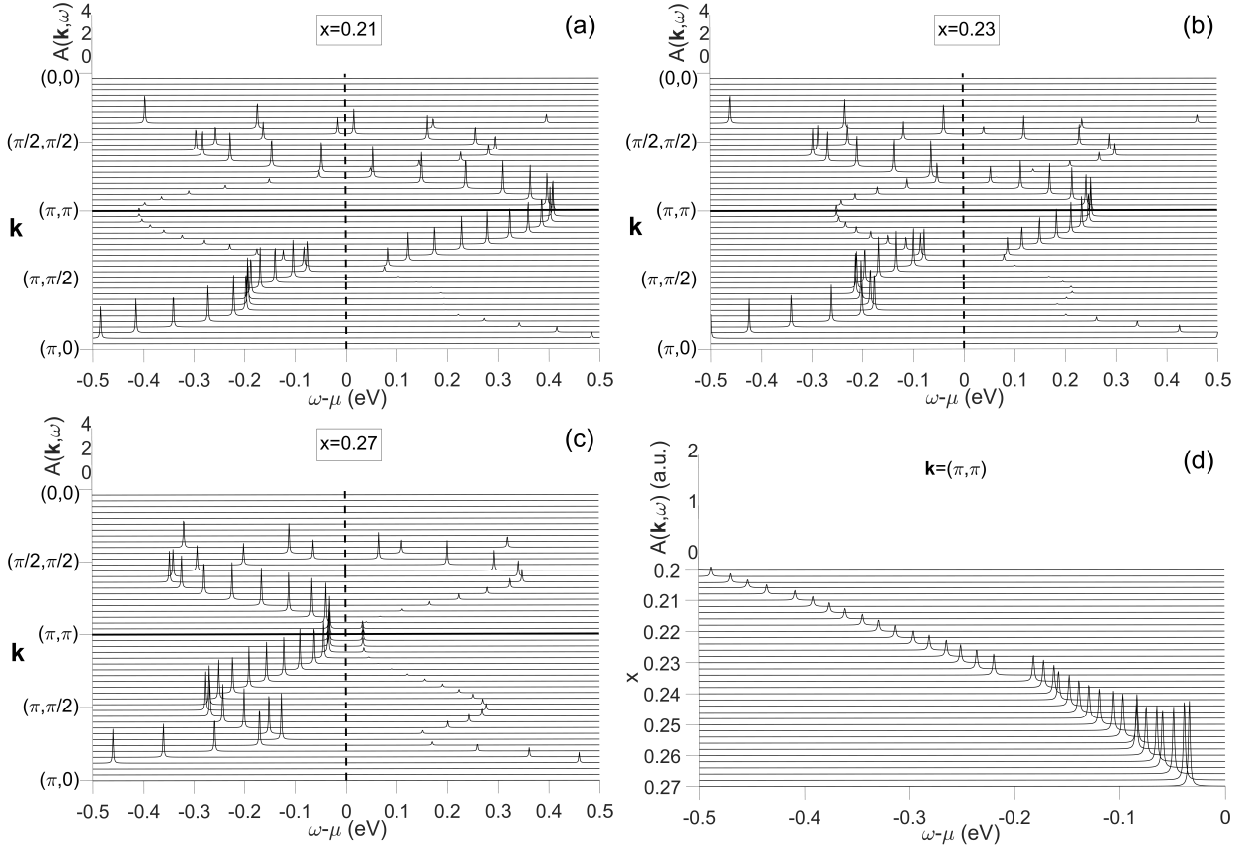 A(k,ω)
4
2
0
x=0.21
(a)
(0,0)
(π/2,π/2)
(π,π)
k
(π,π/2)
(π,0)
-0.5 -0.4 -0.3 -0.2 -0.1 0 0.1 0.2 0.3 0.4 0.5
ω-μ (eV)
A(k,ω)
4
2
0
x=0.23
(b)
(0,0)
(π/2,π/2)
(π,π)
k
(π,π/2)
(π,0)
-0.5 -0.4 -0.3 -0.2 -0.1 0 0.1 0.2 0.3 0.4 0.5
ω-μ (eV)
A(k,ω)
4
2
0
x=0.27
(c)
(0,0)
(π/2,π/2)
(π,π)
k
(π,π/2)
(π,0)
-0.5 -0.4 -0.3 -0.2 -0.1 0 0.1 0.2 0.3 0.4 0.5
ω-μ (eV)
A(k,ω) (a.u.)
2
1
0
k=(π,π)
(d)
0.2
0.21
0.22
0.23
x
0.24
0.25
0.26
0.27
-0.5 -0.4 -0.3 -0.2 -0.1 0
ω-μ (eV)